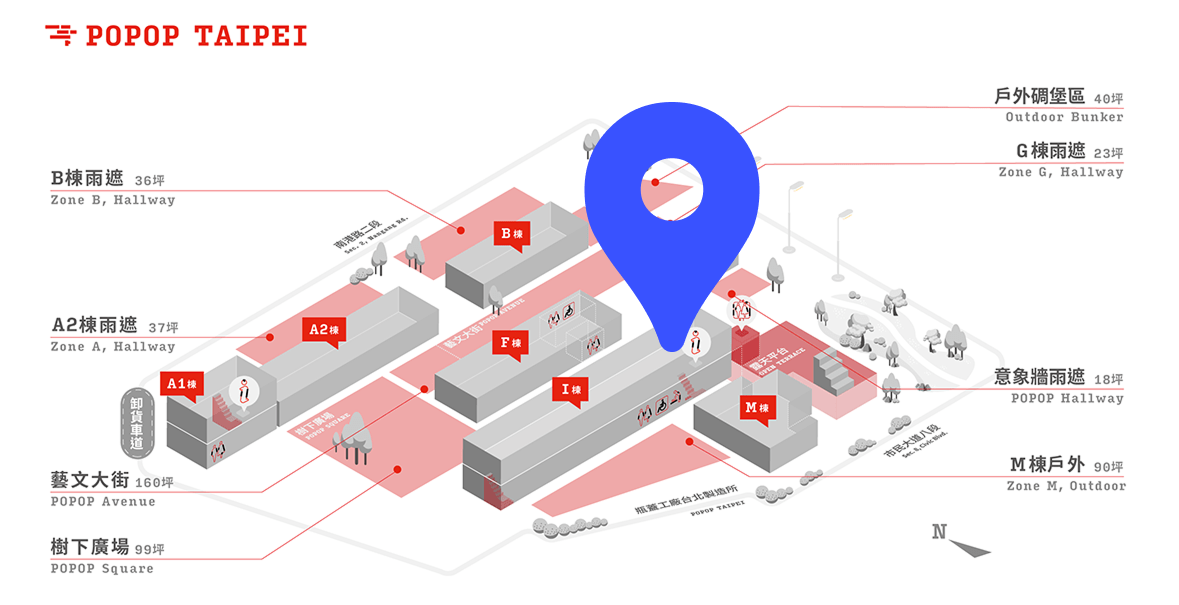 POPOP TAIPEI
戶外碉堡區 40坪
Outdoor Bunker
G棟雨遮 23坪
Zone G, Hallway
B棟雨遮 36坪
Zone B, Hallway
南港路二段
Sec. 2, Nangang Rd.
B棟
A2棟雨遮 37坪
Zone A, Hallway
A2棟
藝文大街 POPOP AVENUE
F棟
A1棟
I棟
M棟
露天平台
OPEN TERRACE
意象牆雨遮 18坪
POPOP Hallway
卸貨車道
樹下廣場
POPOP SQUARE
市民大道八段
Sec. 8, Civic Blvd.
M棟戶外 90坪
Zone M, Outdoor
藝文大街 160坪
POPOP Avenue
瓶蓋工廠台北製造所
POPOP TAIPEI
樹下廣場 99坪
POPOP Square
N